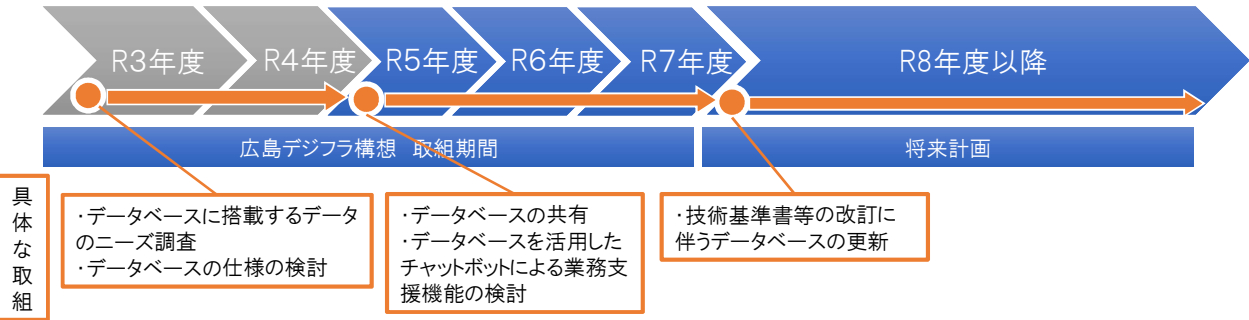 R3年度
R4年度
R5年度
R6年度
R7年度
R8年度以降
広島デジフラ構想 取組期間
将来計画
具体な取組
・データベースに搭載するデータ
のニーズ調査
・データベースの仕様の検討
・データベースの共有
・データベースを活用した
チャットボットによる業務支
援機能の検討
・技術基準書等の改訂に
伴うデータベースの更新